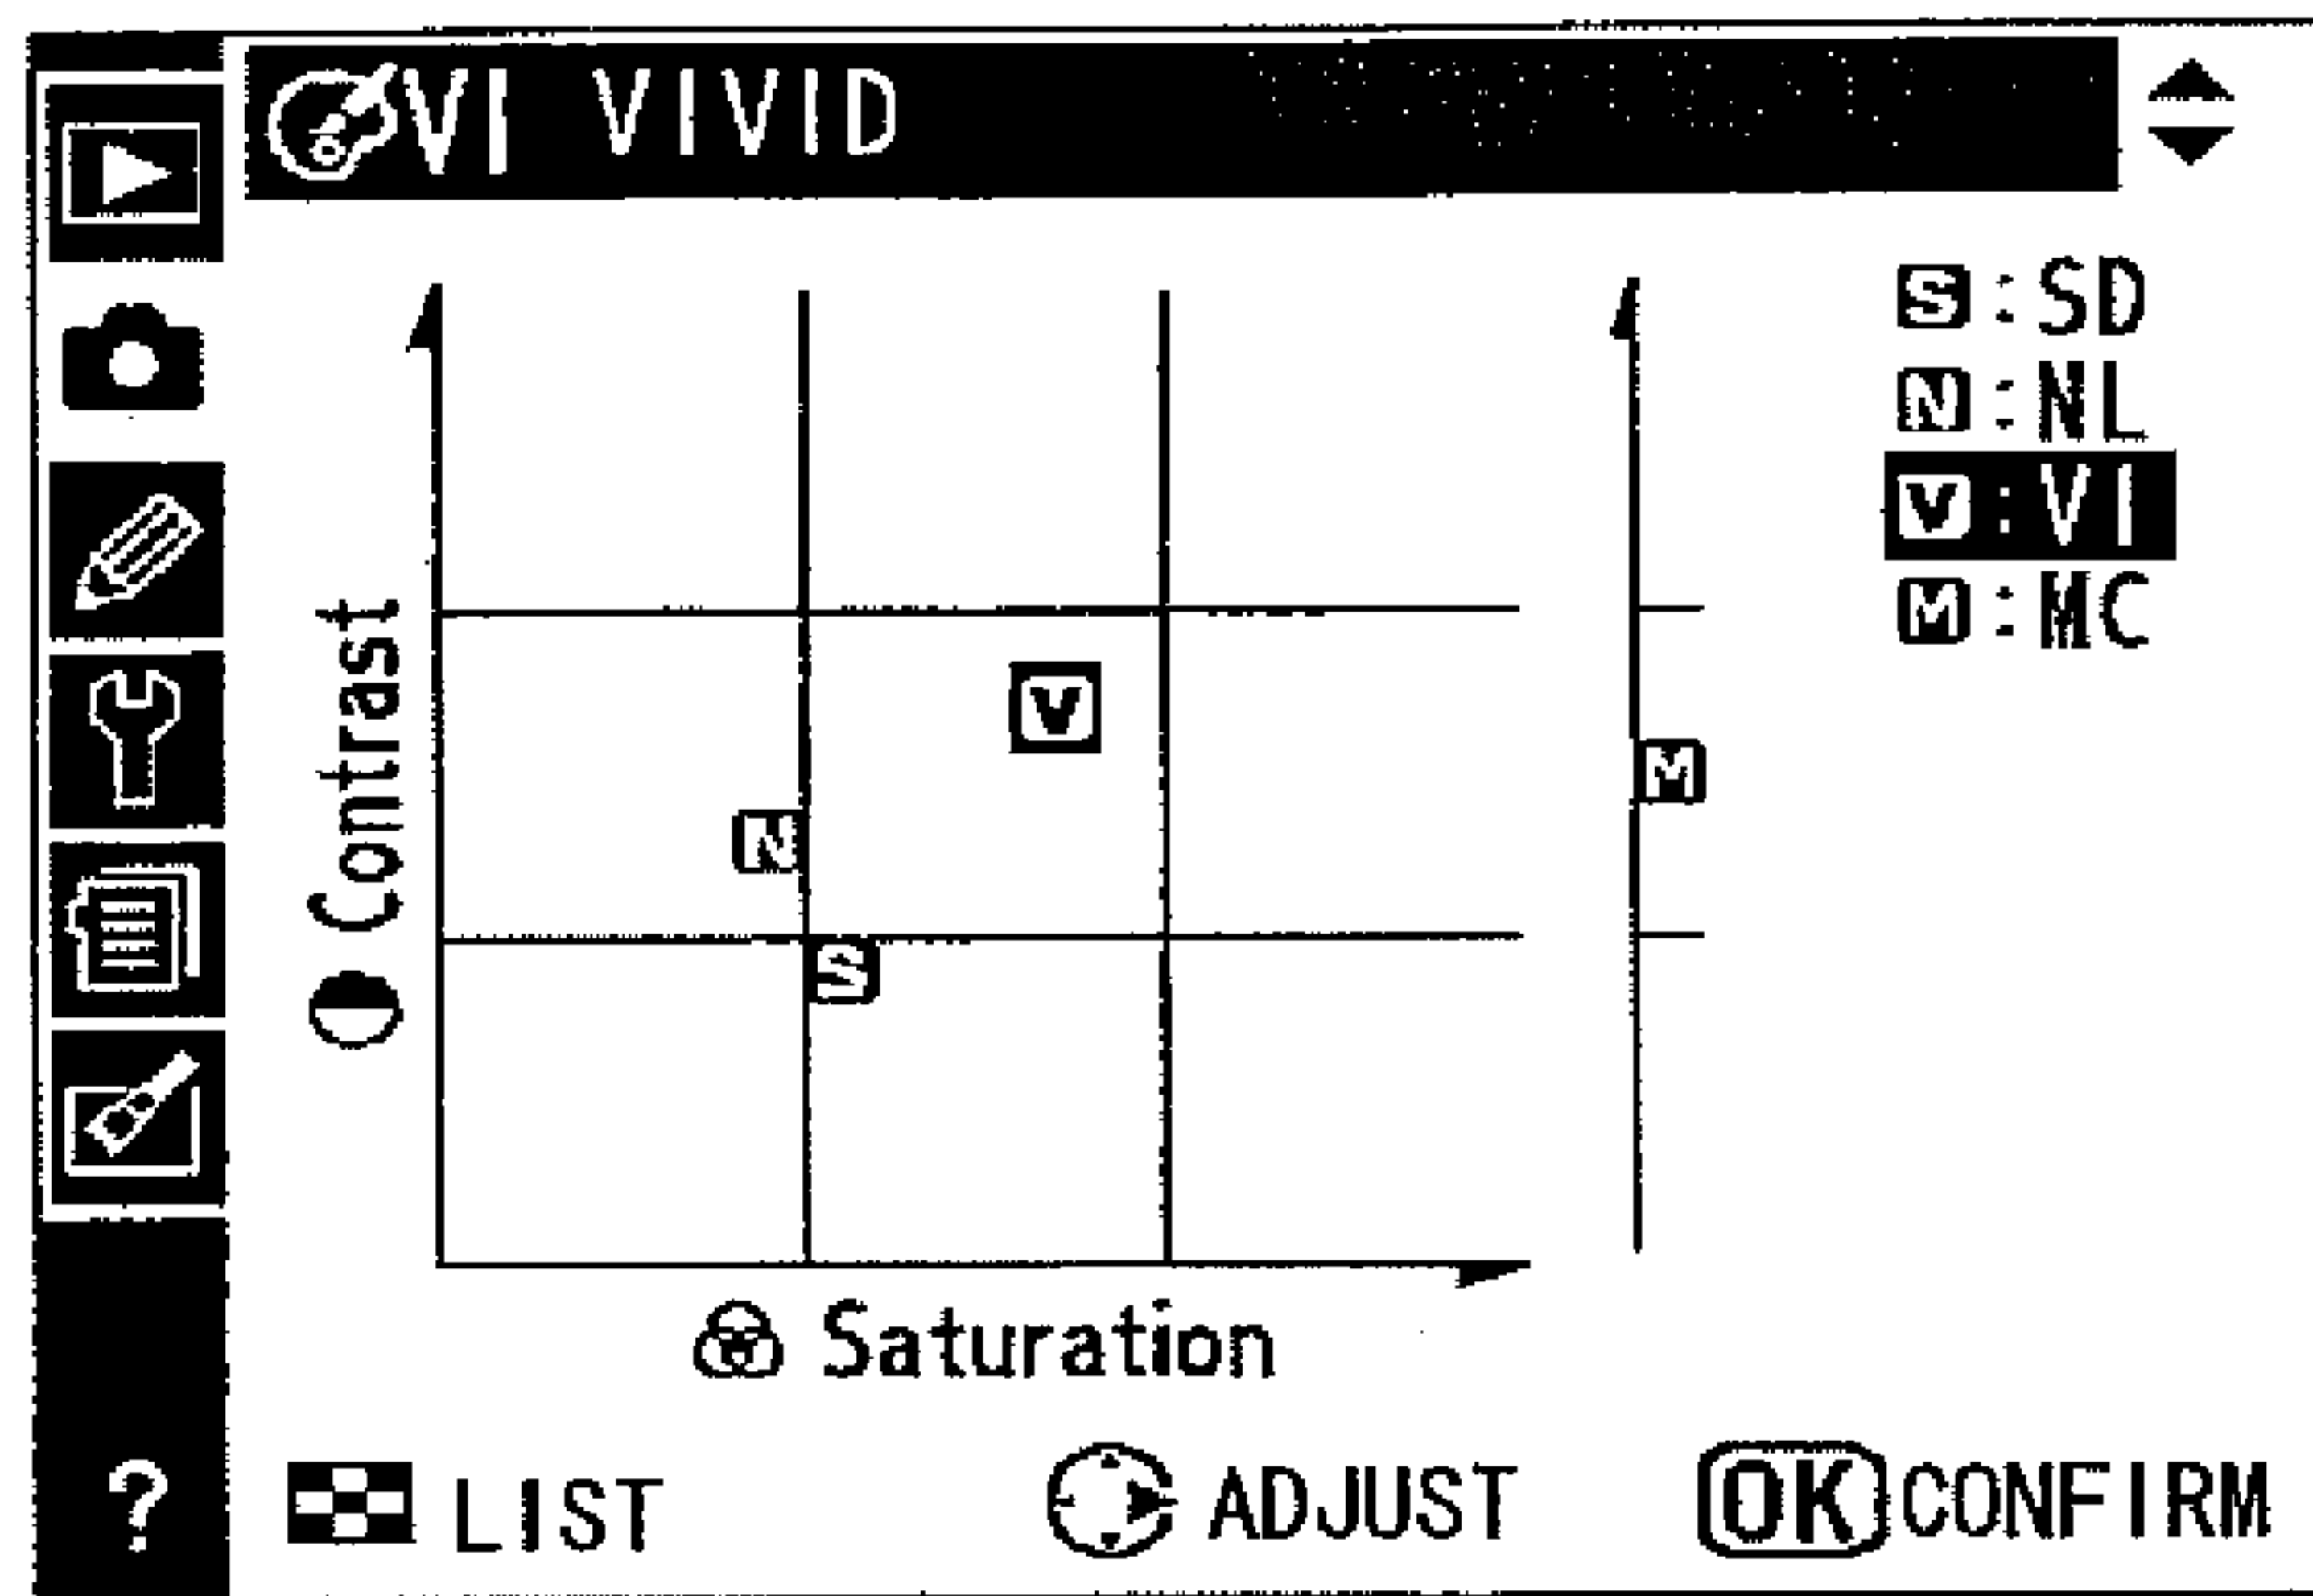 VI VIVID
S:SD
N:NL
V:VI
M:MC
Contrast
V
M
N
S
Saturation
? LIST ADJUST OK CONFIRM